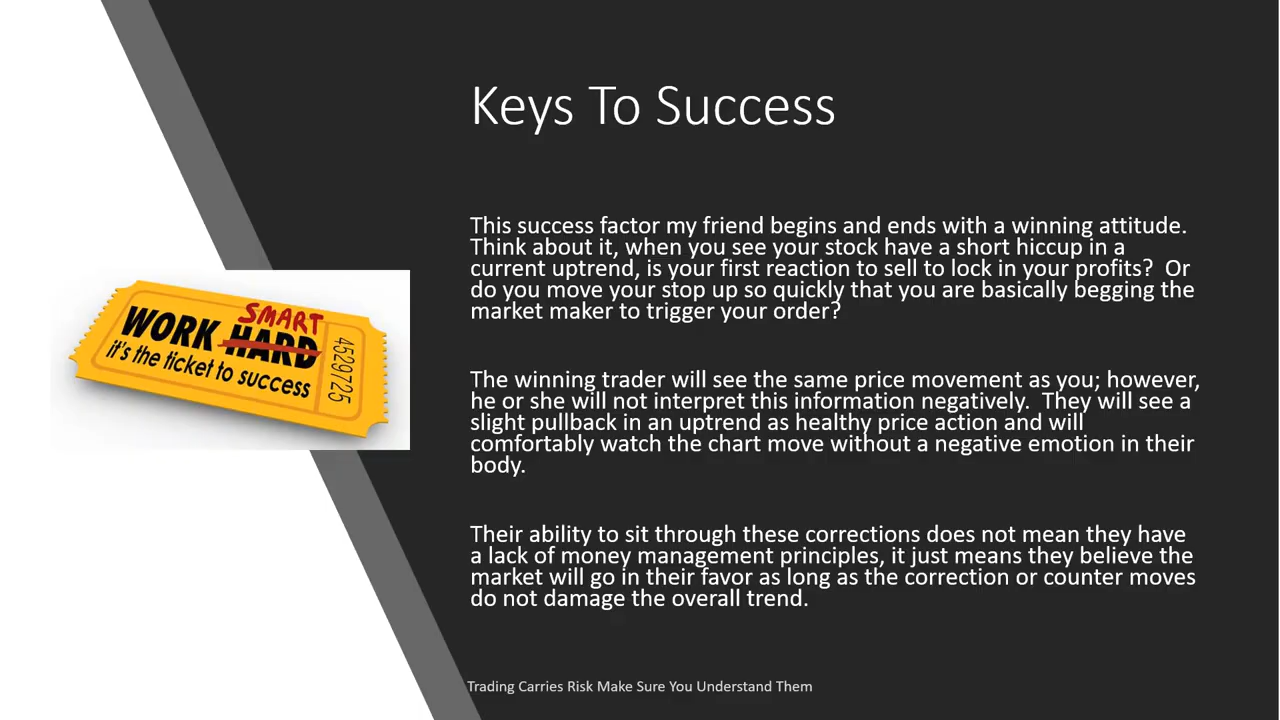 Keys To Success
This success factor my friend begins and ends with a winning attitude.
Think about it, when you see your stock have a short hiccup in a
current uptrend, is your first reaction to sell to lock in your profits?  Or
do you move your stop up so quickly that you are basically begging the
market maker to trigger your order?
SMART
WORK HARD
it's the ticket to success
4529725
The winning trader will see the same price movement as you; however,
he or she will not interpret this information negatively.  They will see a
slight pullback in an uptrend as healthy price action and will
comfortably watch the chart move without a negative emotion in their
body.
Their ability to sit through these corrections does not mean they have
a lack of money management principles, it just means they believe the
market will go in their favor as long as the correction or counter moves
do not damage the overall trend.
Trading Carries Risk Make Sure You Understand Them